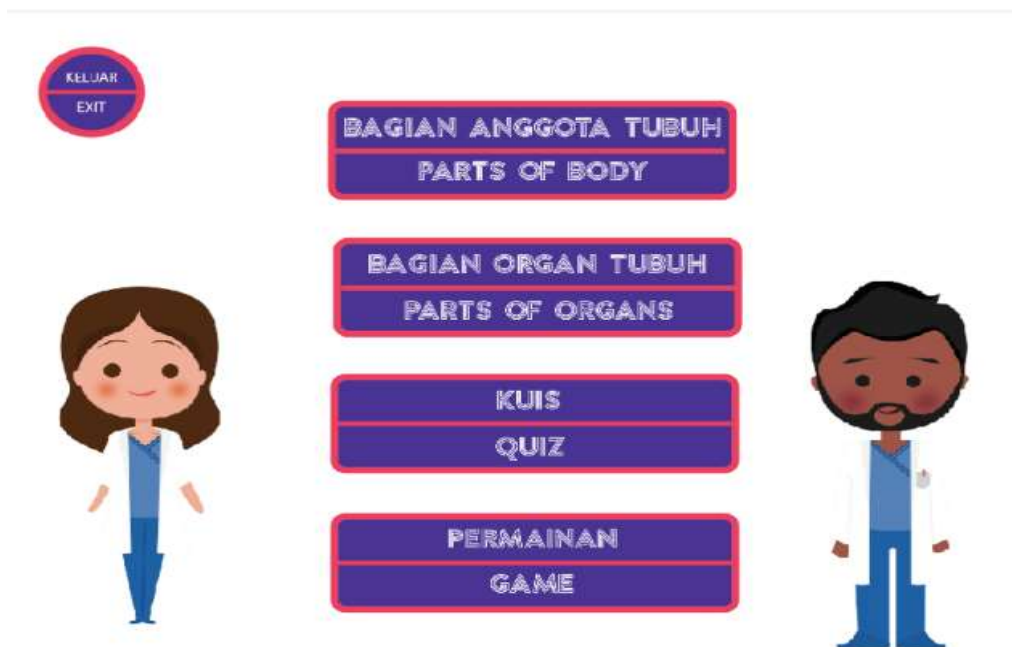 KELUAR
EXIT
BAGIAN ANGGOTA TUBUH
PARTS OF BODY
BAGIAN ORGAN TUBUH
PARTS OF ORGANS
KUIS
QUIZ
PERMAINAN
GAME